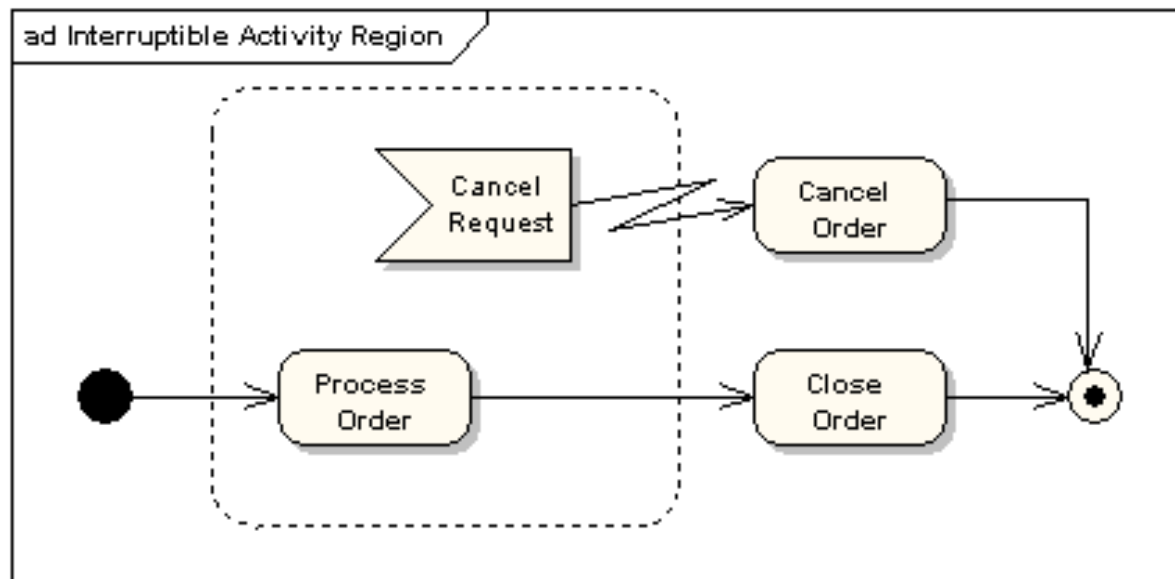 ad Interruptible Activity Region
Cancel
Request
Cancel
Order
Process
Order
Close
Order